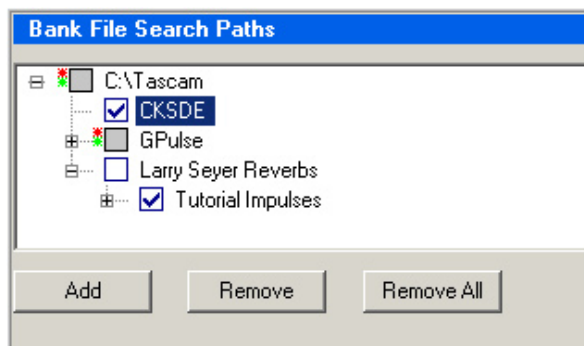 Bank File Search Paths
C:\Tascam
CKSDE
GPulse
Larry Seyer Reverbs
Tutorial Impulses
Add Remove Remove All